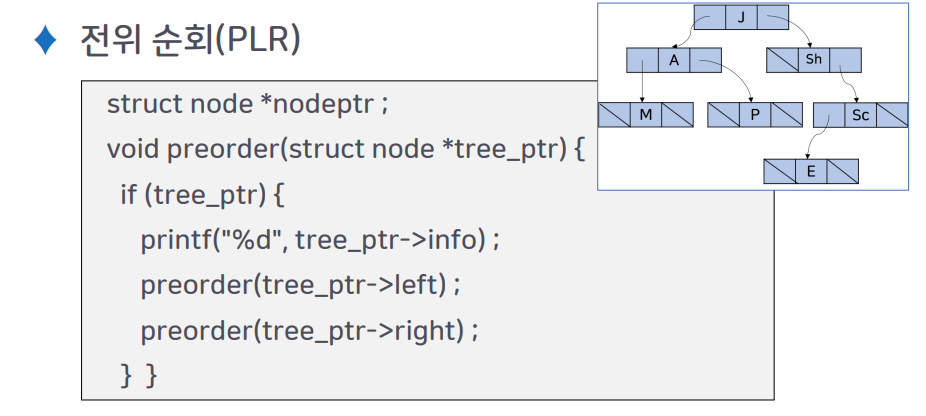 전위 순회(PLR)
struct node *nodeptr ;
void preorder(struct node *tree_ptr) {
if (tree_ptr) {
printf("%d", tree_ptr->info) ;
preorder(tree_ptr->left) ;
preorder(tree_ptr->right) ;
} }
J
A Sh
M P Sc
E